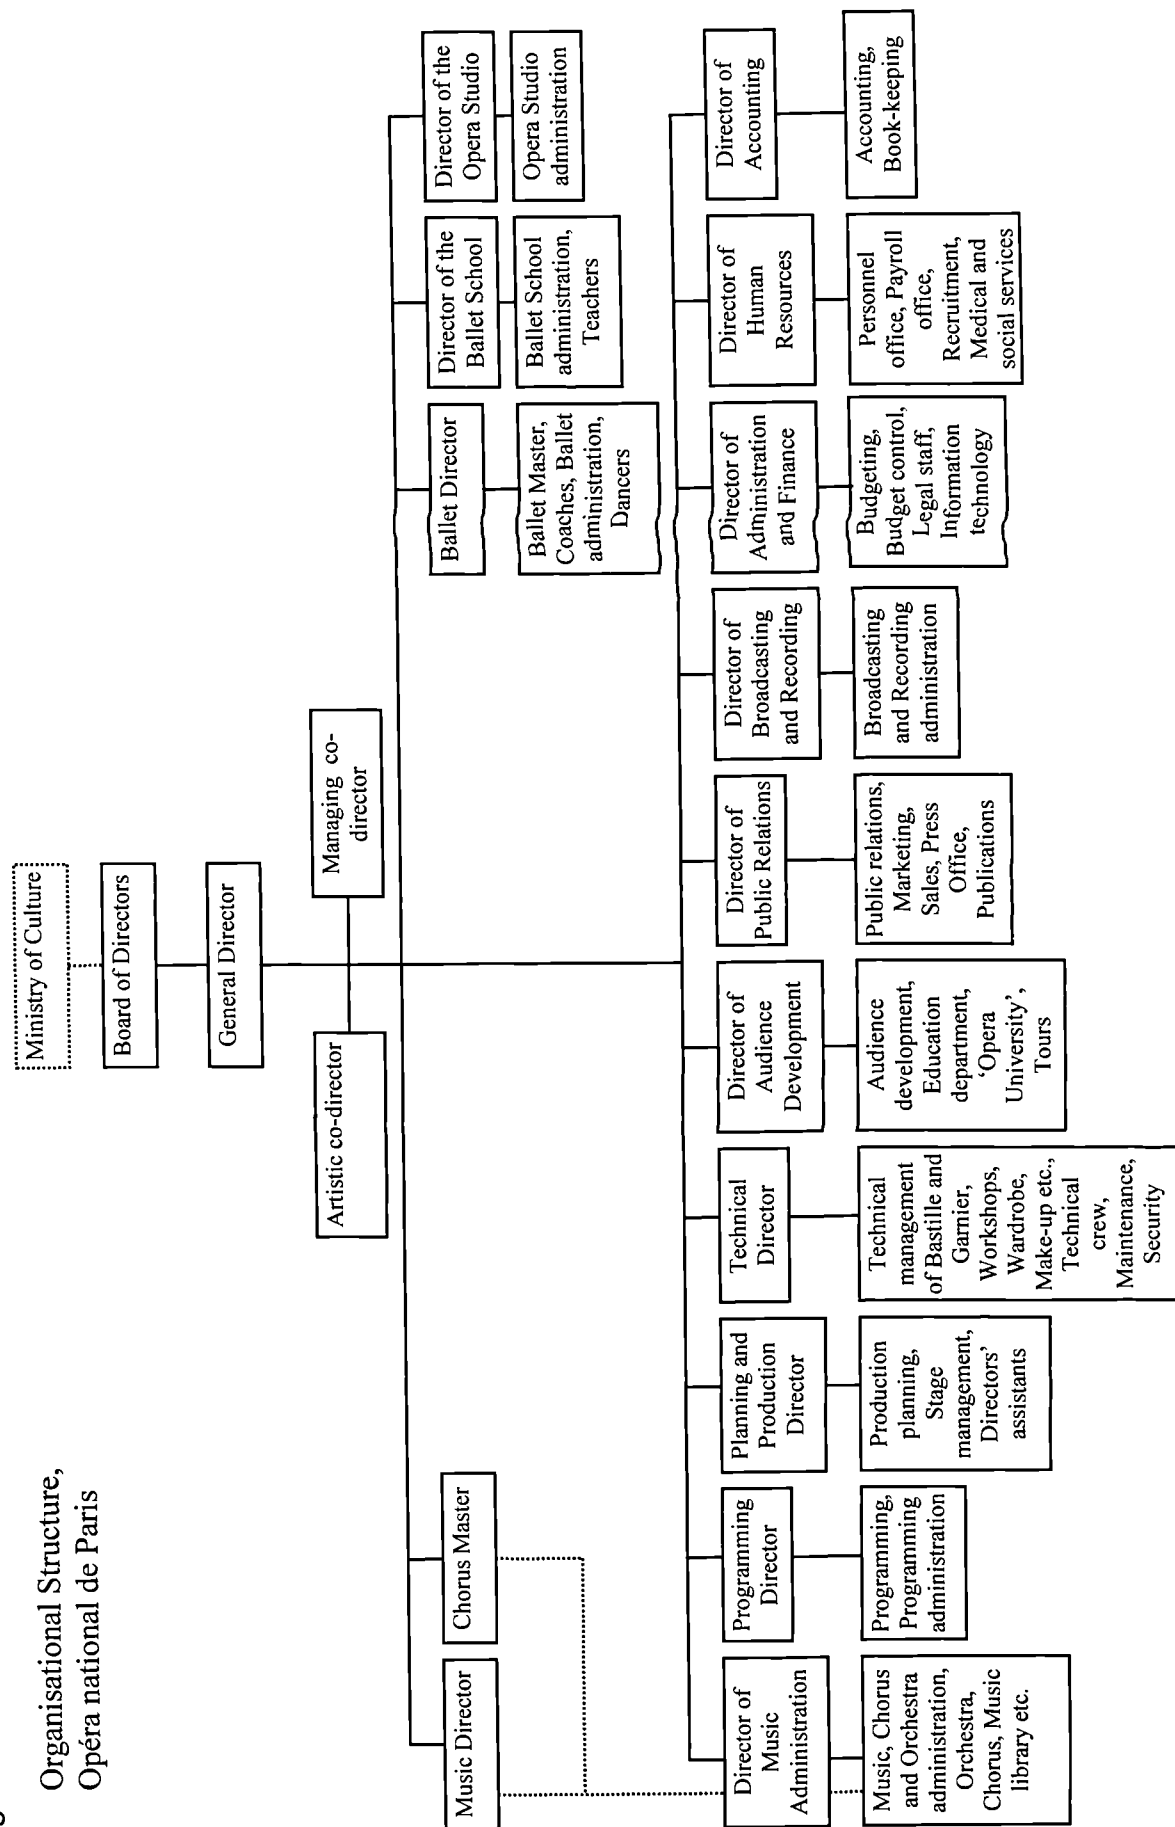 Organisational Structure,
Opéra national de Paris
Ministry of Culture
Board of Directors
General Director
Artistic co-director
Managing co-
director
Music Director
Chorus Master
Ballet Director
Director of the
Ballet School
Director of the
Opera Studio
Ballet Master,
Coaches, Ballet
administration,
Dancers
Ballet School
administration,
Teachers
Opera Studio
administration
Director of
Music
Administration
Programming
Director
Planning and
Production
Director
Technical
Director
Director of
Audience
Development
Director of
Public Relations
Director of
Broadcasting
and Recording
Director of
Administration
and Finance
Director of
Human
Resources
Director of
Accounting
Music, Chorus
and Orchestra
administration,
Orchestra,
Chorus, Music
library etc.
Programming,
Programming
administration
Production
planning,
Stage
management,
Directors'
assistants
Technical
management
of Bastille and
Garnier,
Workshops,
Wardrobe,
Make-up etc.,
Technical
crew,
Maintenance,
Security
Audience
development,
Education
department,
'Opera
University',
Tours
Public relations,
Marketing,
Sales, Press
Office,
Publications
Broadcasting
and Recording
administration
Budgeting,
Budget control,
Legal staff,
Information
technology
Personnel
office, Payroll
office,
Recruitment,
Medical and
social services
Accounting,
Book-keeping